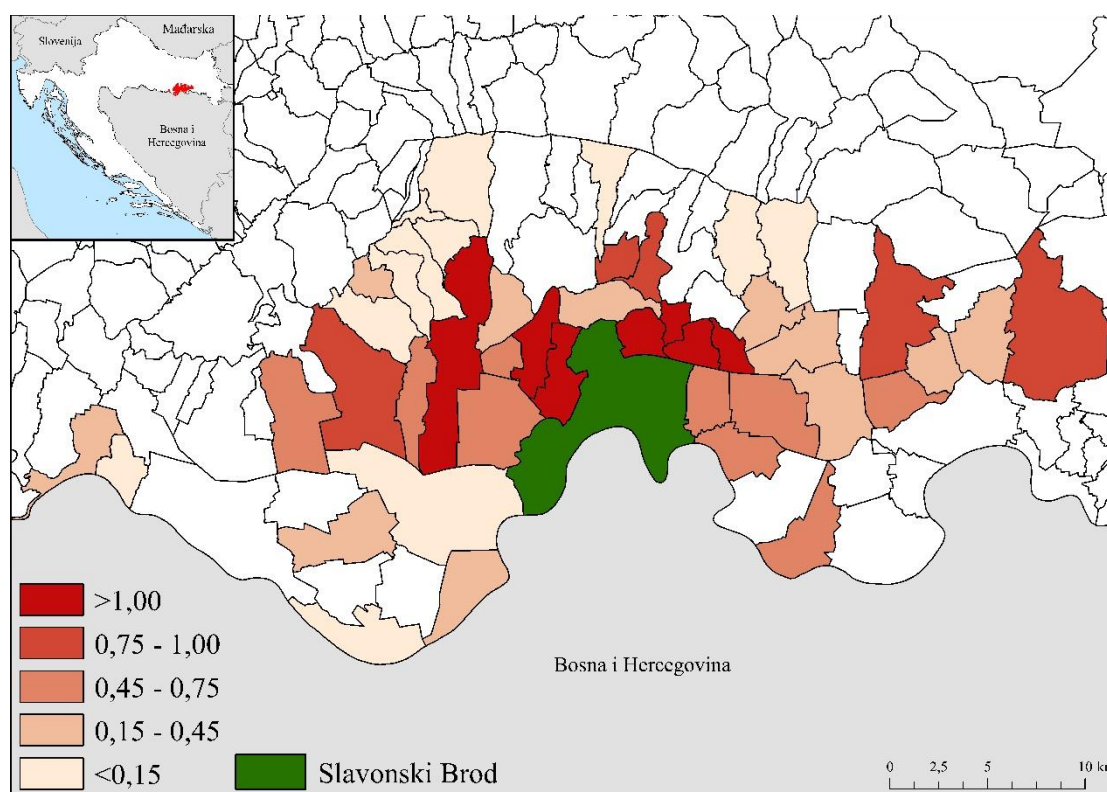 Slovenija
Mađarska
Bosna i
Hercegovina
Bosna i Hercegovina
>1,00
0,75 - 1,00
0,45 - 0,75
0,15 - 0,45
<0,15
Slavonski Brod
0 2,5 5 10 km